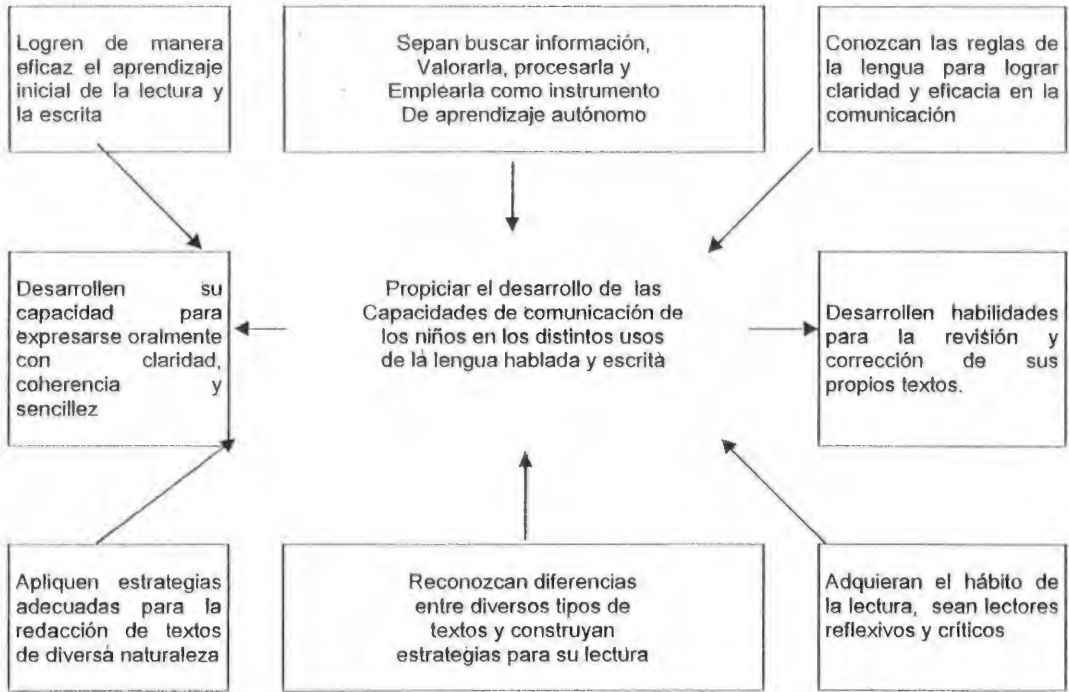 Logren de manera
eficaz el aprendizaje
inicial de la lectura y
la escrita
Sepan buscar información,
Valorarla, procesarla y
Emplearla como instrumento
De aprendizaje autónomo
Conozcan las reglas de
la lengua para lograr
claridad y eficacia en la
comunicación
Desarrollen su
capacidad para
expresarse oralmente
con claridad,
coherencia y
sencillez
Propiciar el desarrollo de las
Capacidades de comunicación de
los niños en los distintos usos
de la lengua hablada y escrita
Desarrollen habilidades
para la revisión y
corrección de sus
propios textos.
Apliquen estrategias
adecuadas para la
redacción de textos
de diversa naturaleza
Reconozcan diferencias
entre diversos tipos de
textos y construyan
estrategias para su lectura
Adquieran el hábito de
la lectura, sean lectores
reflexivos y críticos